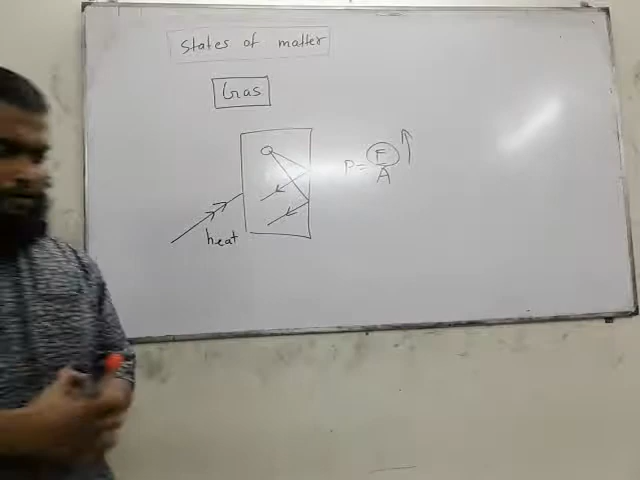 States of matter
Gas
P = F/A ↑
heat